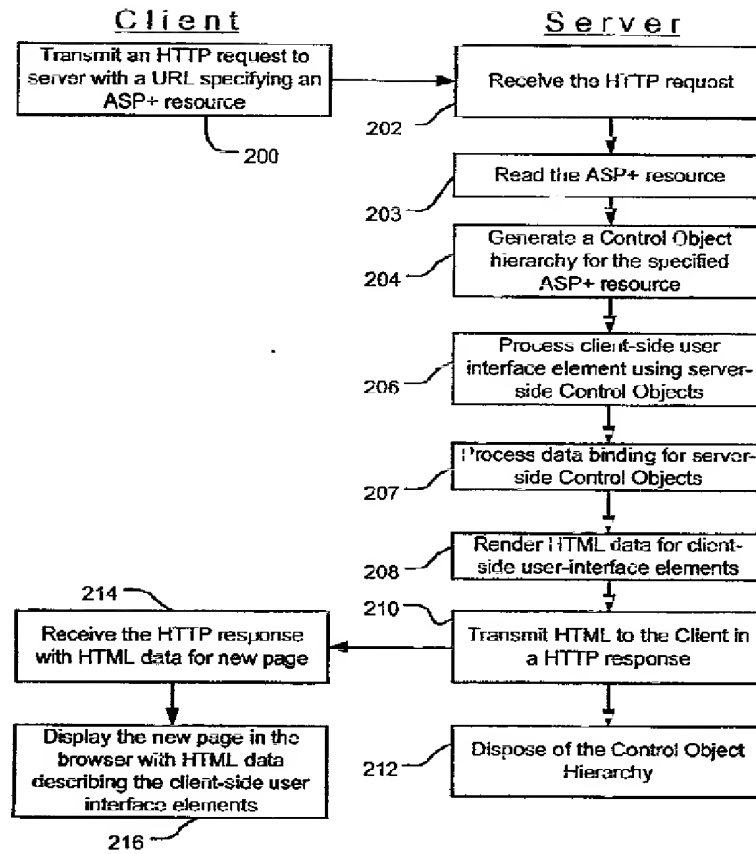 Client
Server
Transmit an HTTP request to
server with a URL specifying an
ASP+ resource
200
Receive the HTTP request
202
Read the ASP+ resource
203
Generate a Control Object
hierarchy for the specified
ASP+ resource
204
Process client-side user
interface element using server-
side Control Objects
206
Process data binding for server-
side Control Objects
207
Render HTML data for client-
side user-interface elements
208
210
Transmit HTML to the Client in
a HTTP response
214
Receive the HTTP response
with HTML data for new page
Display the new page in the
browser with HTML data
describing the client-side user
interface elements
216
Dispose of the Control Object
Hierarchy
212